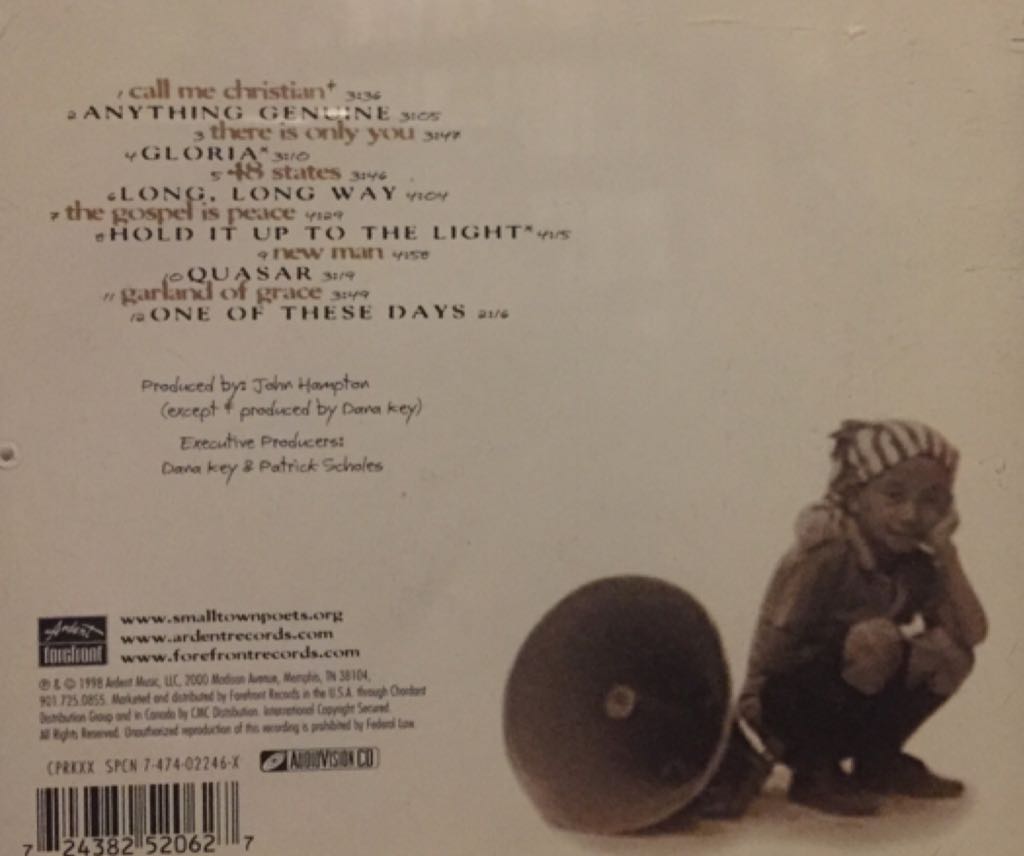 1 call me christian† 3:36
2 ANYTHING GENUINE 3:05
3 there is only you 3:47
4 GLORIA* 3:10
5 48 states 3:46
6 LONG, LONG WAY 4:04
7 the gospel is peace 4:29
8 HOLD IT UP TO THE LIGHT* 4:15
9 new man 4:58
10 QUASAR 3:19
11 garland of grace 3:49
12 ONE OF THESE DAYS 21:16
Produced by: John Hampton
(except † produced by Dana Key)
Executive Producers:
Dana Key & Patrick Scholes
Ardent
forefront
www.smalltownpoets.org
www.ardentrecords.com
www.forefrontrecords.com
℗ & © 1998 Ardent Music, LLC, 2000 Madison Avenue, Memphis, TN 38104,
901.725.0855. Marketed and distributed by Forefront Records in the U.S.A. through Chordant
Distribution Group and in Canada by CMC Distribution. International Copyright Secured.
All Rights Reserved. Unauthorized reproduction of this recording is prohibited by Federal Law.
CPRKXX SPCN 7-474-02246-X
AUDIOVISION CD
7 24382 52062 7